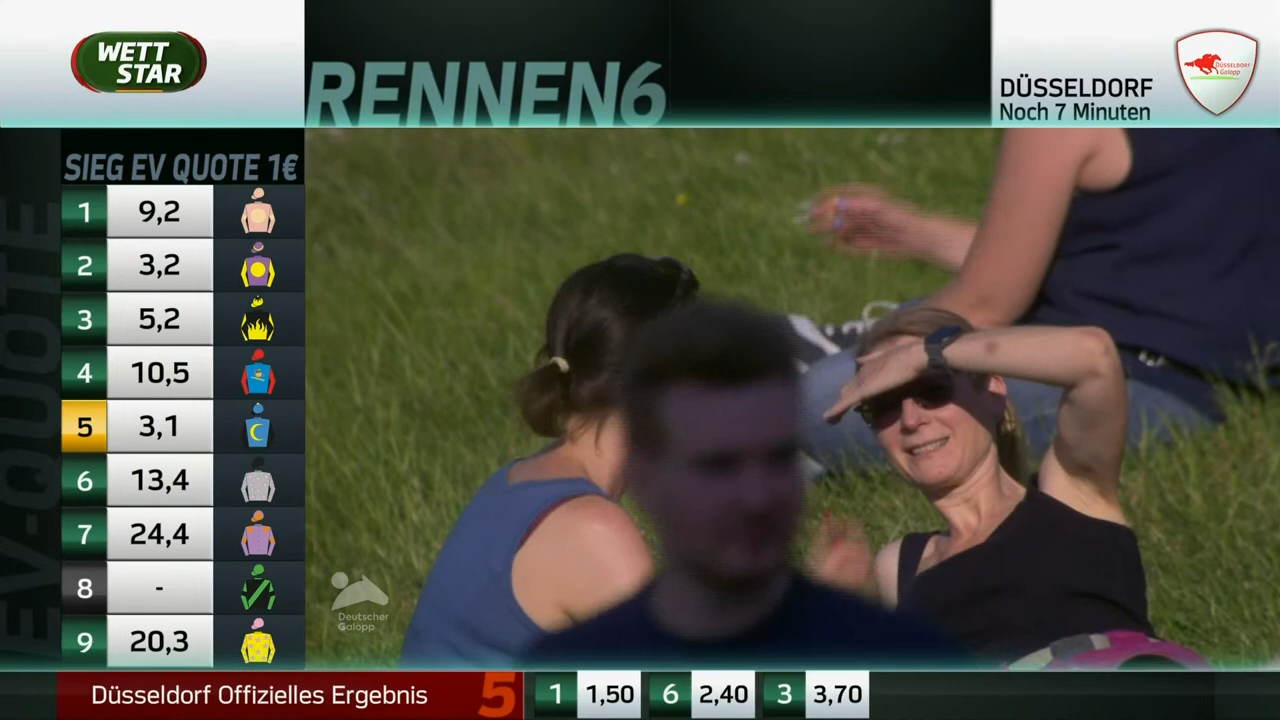 WETT
STAR
RENNEN6
DÜSSELDORF
Noch 7 Minuten
DÜSSELDORF
Galopp
EV-QUOTE
SIEG EV QUOTE 1€
1 9,2
2 3,2
3 5,2
4 10,5
5 3,1
6 13,4
7 24,4
8 -
9 20,3
Deutscher
Galopp
Düsseldorf Offizielles Ergebnis 5 1 1,50 6 2,40 3 3,70